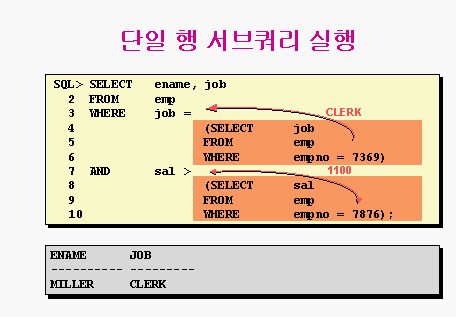 단일 행 서브쿼리 실행
SQL> SELECT ename, job
2 FROM emp
3 WHERE job =
CLERK
4 (SELECT job
5 FROM emp
6 WHERE empno = 7369)
7 AND sal >
1100
8 (SELECT sal
9 FROM emp
10 WHERE empno = 7876);
ENAME JOB
---------- ---------
MILLER CLERK